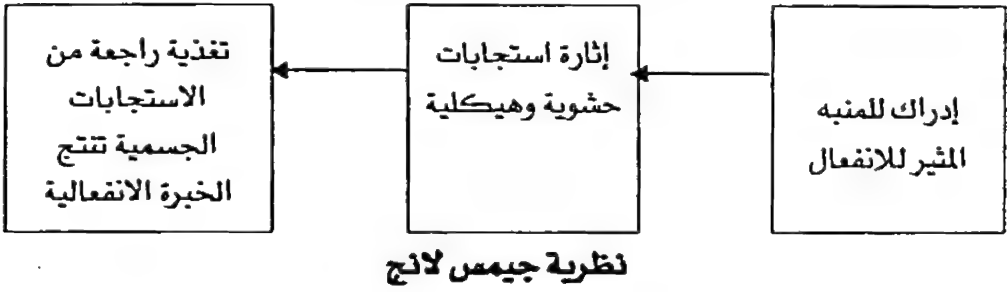 إدراك للمنبه
المثير للانفعال
إثارة استجابات
حشوية وهيكلية
تغذية راجعة من
الاستجابات
الجسمية تنتج
الخبرة الانفعالية
نظرية جيمس لانج